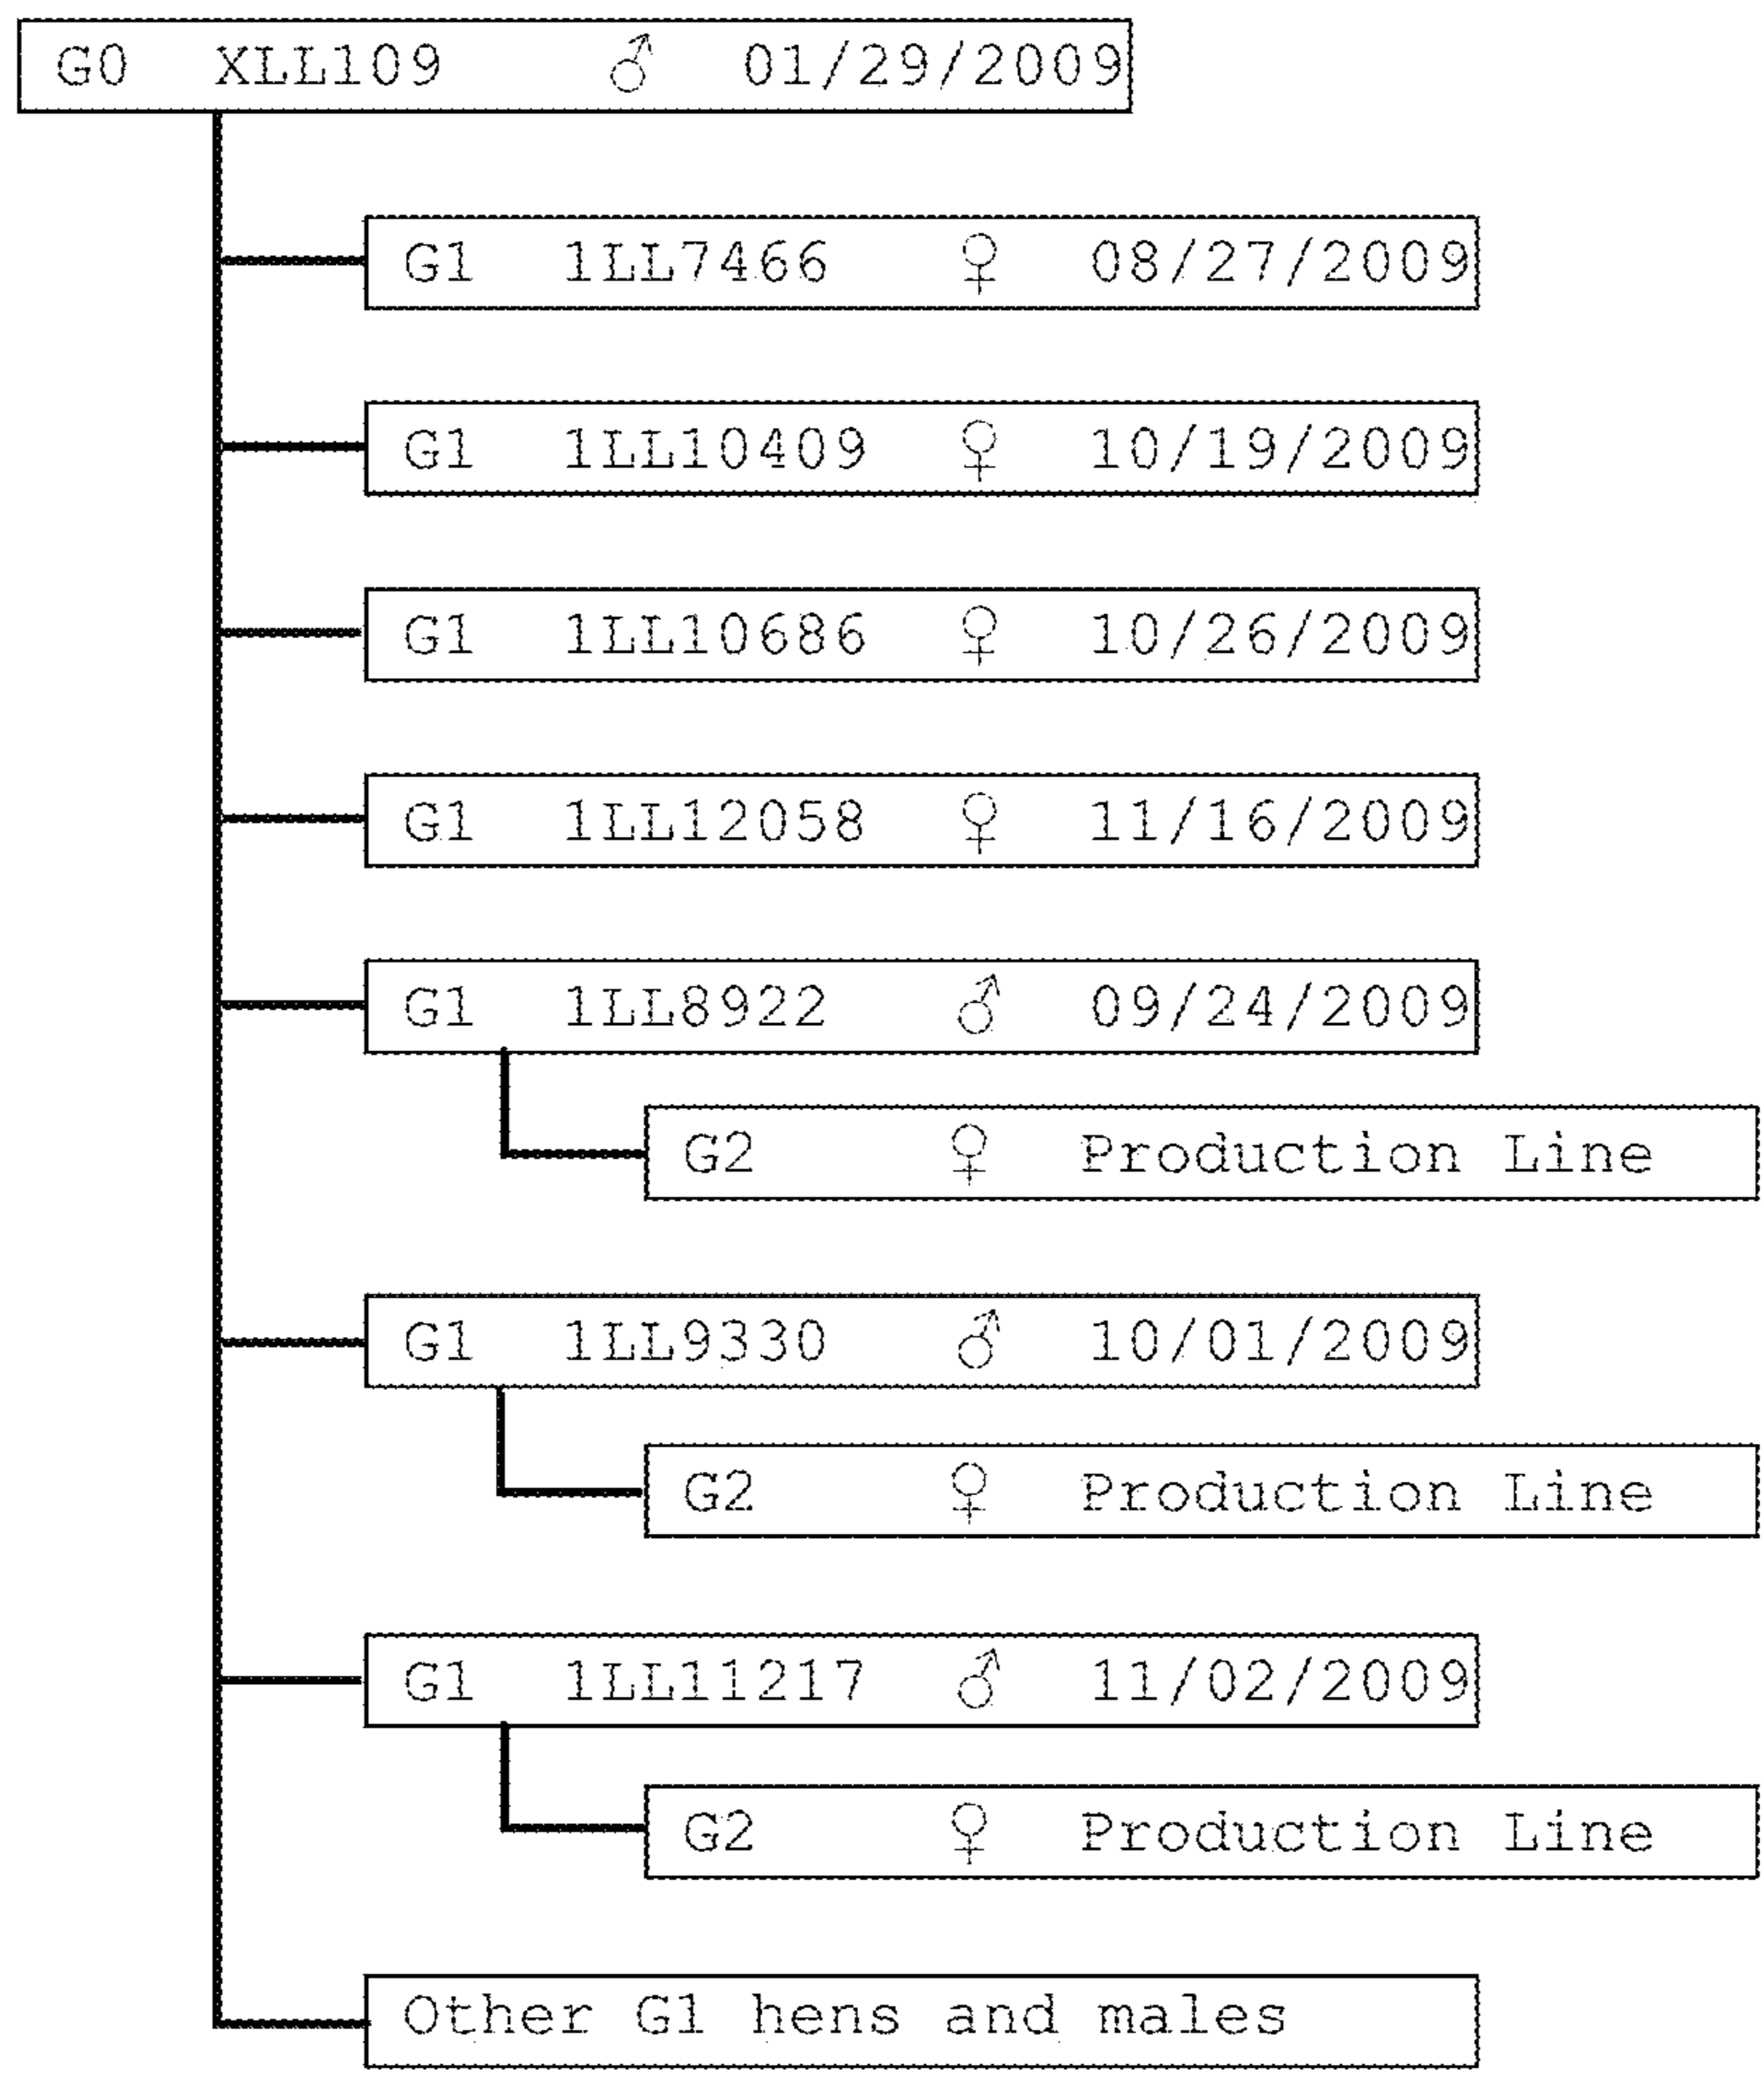 G0 XLL109 ♂ 01/29/2009
G1 1LL7466 ♀ 08/27/2009
G1 1LL10409 ♀ 10/19/2009
G1 1LL10686 ♀ 10/26/2009
G1 1LL12058 ♀ 11/16/2009
G1 1LL8922 ♂ 09/24/2009
G2 ♀ Production Line
G1 1LL9330 ♂ 10/01/2009
G2 ♀ Production Line
G1 1LL11217 ♂ 11/02/2009
G2 ♀ Production Line
Other G1 hens and males